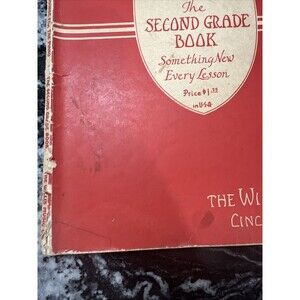 The
SECOND GRADE
BOOK
Something New
Every Lesson
Price $1.25
in USA
THE WI
CINC